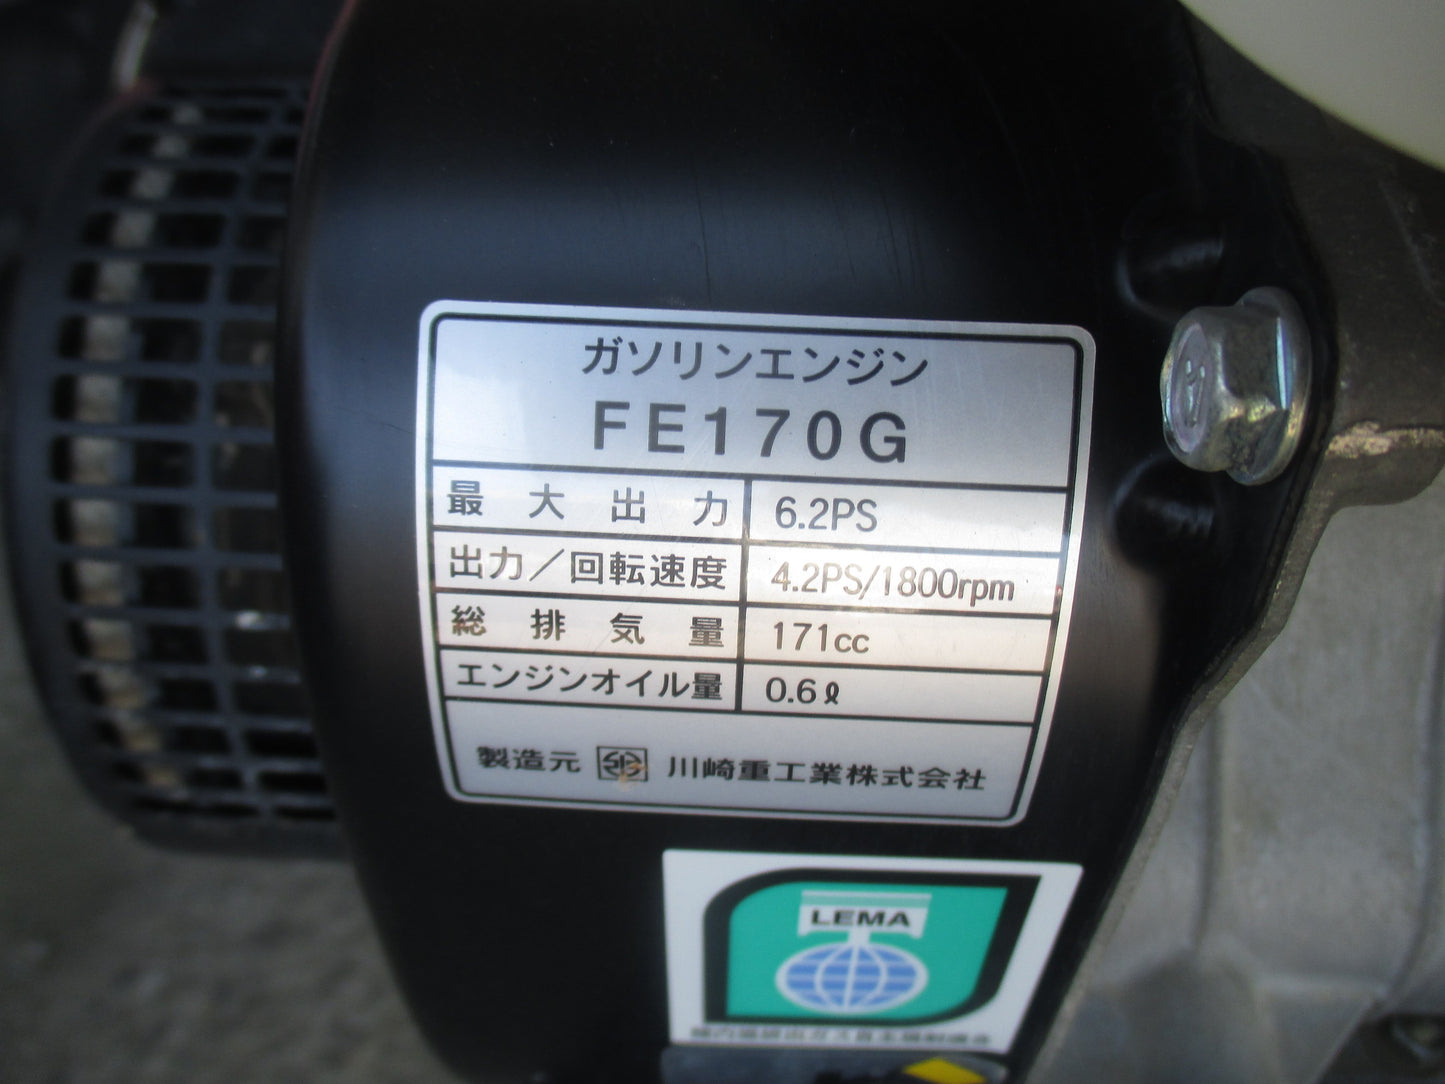 ガソリンエンジン
FE170G
最大出力 6.2PS
出力／回転速度 4.2PS/1800rpm
総排気量 171cc
エンジンオイル量 0.6ℓ
製造元 川崎重工業株式会社
LEMA